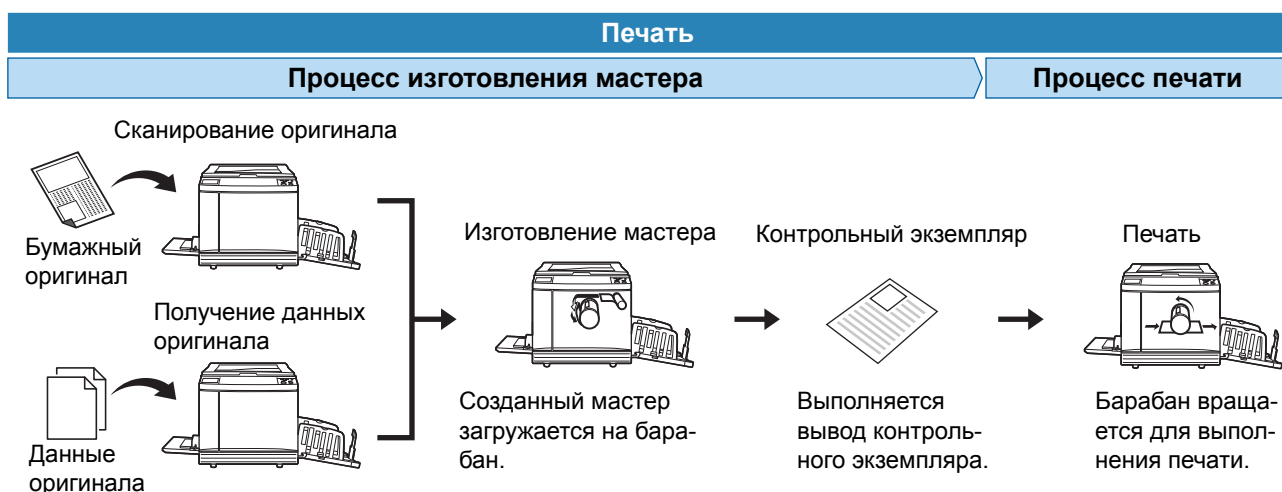 Печать
Процесс изготовления мастера
Процесс печати
Сканирование оригинала
Бумажный
оригинал
Получение данных
оригинала
Данные
оригинала
Изготовление мастера
Созданный мастер
загружается на бара-
бан.
Контрольный экземпляр
Выполняется
вывод контроль-
ного экземпляра.
Печать
Барабан враща-
ется для выпол-
нения печати.